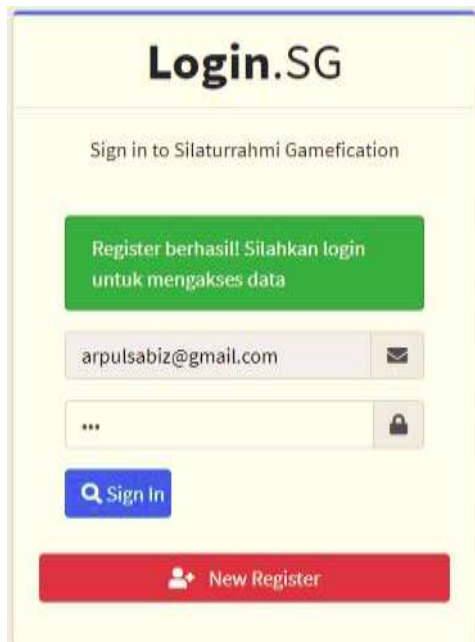 Login.SG
Sign in to Silaturrahmi Gamefication
Register berhasil! Silahkan login
untuk mengakses data
arpulsabiz@gmail.com
•••
Sign In
New Register